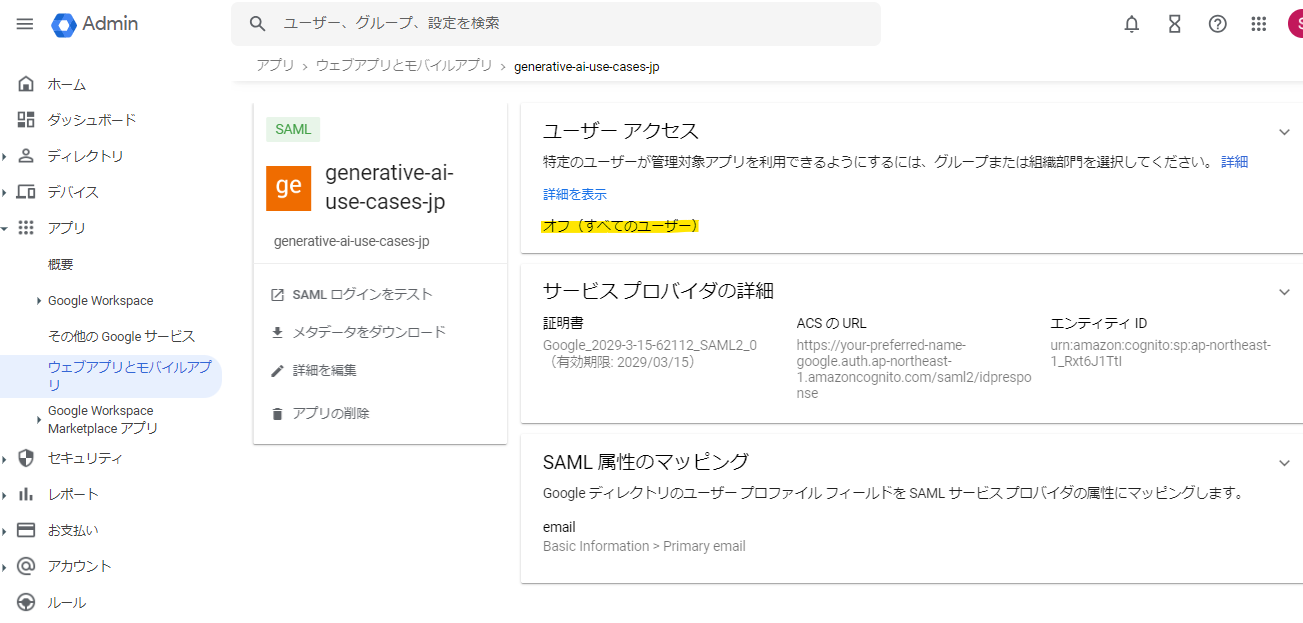 Admin
ユーザー、グループ、設定を検索
S
アプリ > ウェブアプリとモバイルアプリ > generative-ai-use-cases-jp
ホーム
ダッシュボード
ディレクトリ
デバイス
アプリ
概要
Google Workspace
その他の Google サービス
ウェブアプリとモバイルアプ
リ
Google Workspace
Marketplace アプリ
セキュリティ
レポート
お支払い
アカウント
ルール
SAML
ge
generative-ai-
use-cases-jp
generative-ai-use-cases-jp
SAML ログインをテスト
メタデータをダウンロード
詳細を編集
アプリの削除
ユーザー アクセス
特定のユーザーが管理対象アプリを利用できるようにするには、グループまたは組織部門を選択してください。 詳細
詳細を表示
オフ（すべてのユーザー）
サービス プロバイダの詳細
証明書
Google_2029-3-15-62112_SAML2_0
（有効期限: 2029/03/15）
ACS の URL
https://your-preferred-name-
google.auth.ap-northeast-
1.amazoncognito.com/saml2/idprespo
nse
エンティティ ID
urn:amazon:cognito:sp:ap-northeast-
1_Rxt6J1TtI
SAML 属性のマッピング
Google ディレクトリのユーザー プロファイル フィールドを SAML サービス プロバイダの属性にマッピングします。
email
Basic Information > Primary email